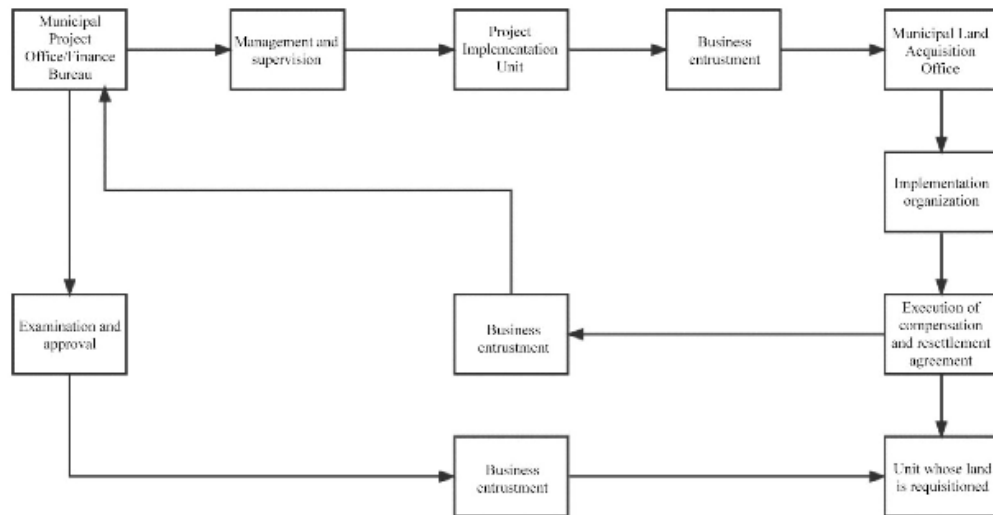 Municipal
Project
Office/Finance
Bureau
Management and
supervision
Project
Implementation
Unit
Business
entrustment
Municipal Land
Acquisition
Office
Implementation
organization
Examination and
approval
Business
entrustment
Execution of
compensation
and resettlement
agreement
Business
entrustment
Unit whose land
is requisitioned